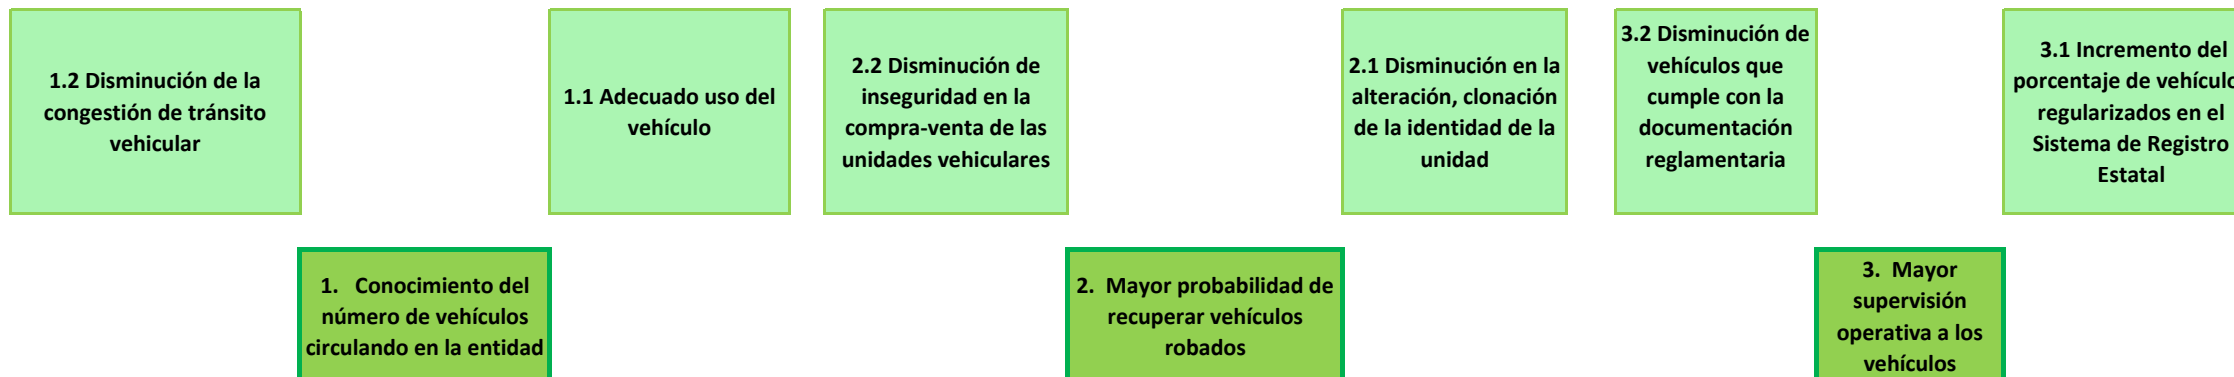 1.2 Disminución de la
congestión de tránsito
vehicular
1.1 Adecuado uso del
vehículo
2.2 Disminución de
inseguridad en la
compra-venta de las
unidades vehiculares
2.1 Disminución en la
alteración, clonación
de la identidad de la
unidad
3.2 Disminución de
vehículos que
cumple con la
documentación
reglamentaria
3.1 Incremento del
porcentaje de vehículo
regularizados en el
Sistema de Registro
Estatal
1. Conocimiento del
número de vehículos
circulando en la entidad
2. Mayor probabilidad de
recuperar vehículos
robados
3. Mayor
supervisión
operativa a los
vehículos